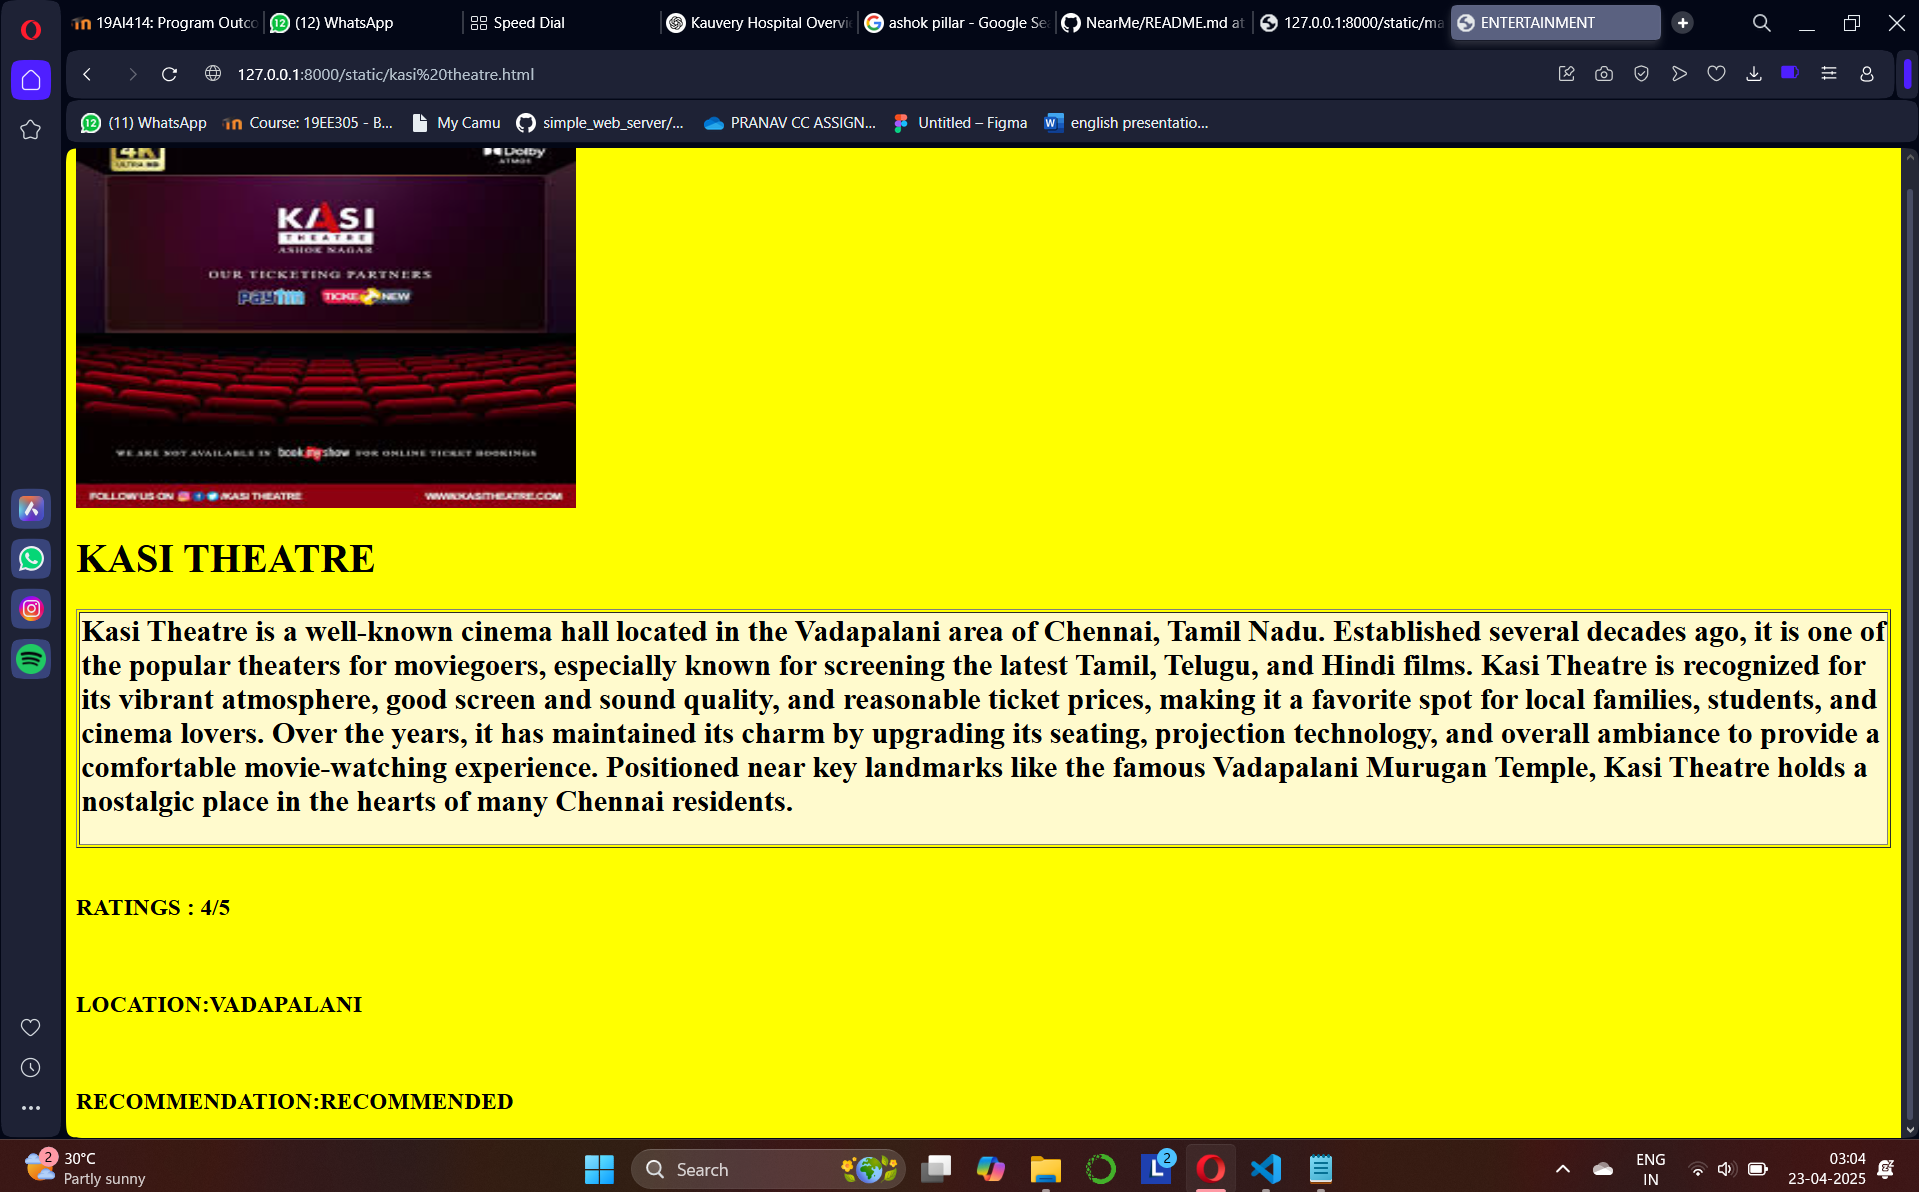 19AI414: Program Outco
(12) WhatsApp
Speed Dial
Kauvery Hospital Overvi
ashok pillar - Google Se
NearMe/README.md at
127.0.0.1:8000/static/ma
ENTERTAINMENT
127.0.0.1:8000/static/kasi%20theatre.html
12 (11) WhatsApp
Course: 19EE305 - B...
My Camu
simple_web_server/...
PRANAV CC ASSIGN...
Untitled – Figma
english presentatio...
4K
ULTRA HD
Dolby
ATMOS
KASI
THEATRE
ASHOK NAGAR
OUR TICKETING PARTNERS
Paytm TICKET NEW
WE ARE NOT AVAILABLE IN bookmyshow FOR ONLINE TICKET BOOKINGS
FOLLOW US ON /KASI THEATRE
WWW.KASITHEATRE.COM
KASI THEATRE
Kasi Theatre is a well-known cinema hall located in the Vadapalani area of Chennai, Tamil Nadu. Established several decades ago, it is one of
the popular theaters for moviegoers, especially known for screening the latest Tamil, Telugu, and Hindi films. Kasi Theatre is recognized for
its vibrant atmosphere, good screen and sound quality, and reasonable ticket prices, making it a favorite spot for local families, students, and
cinema lovers. Over the years, it has maintained its charm by upgrading its seating, projection technology, and overall ambiance to provide a
comfortable movie-watching experience. Positioned near key landmarks like the famous Vadapalani Murugan Temple, Kasi Theatre holds a
nostalgic place in the hearts of many Chennai residents.
RATINGS : 4/5
LOCATION:VADAPALANI
RECOMMENDATION:RECOMMENDED
2
30°C
Partly sunny
Search
L 2
ENG
IN
03:04
23-04-2025